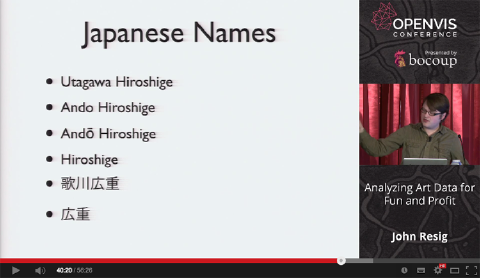 Japanese Names
• Utagawa Hiroshige
• Ando Hiroshige
• Andō Hiroshige
• Hiroshige
• 歌川広重
• 広重
OPENVIS
CONFERENCE
Presented by
bocoup
Analyzing Art Data for
Fun and Profit
John Resig
40:20 / 56:26